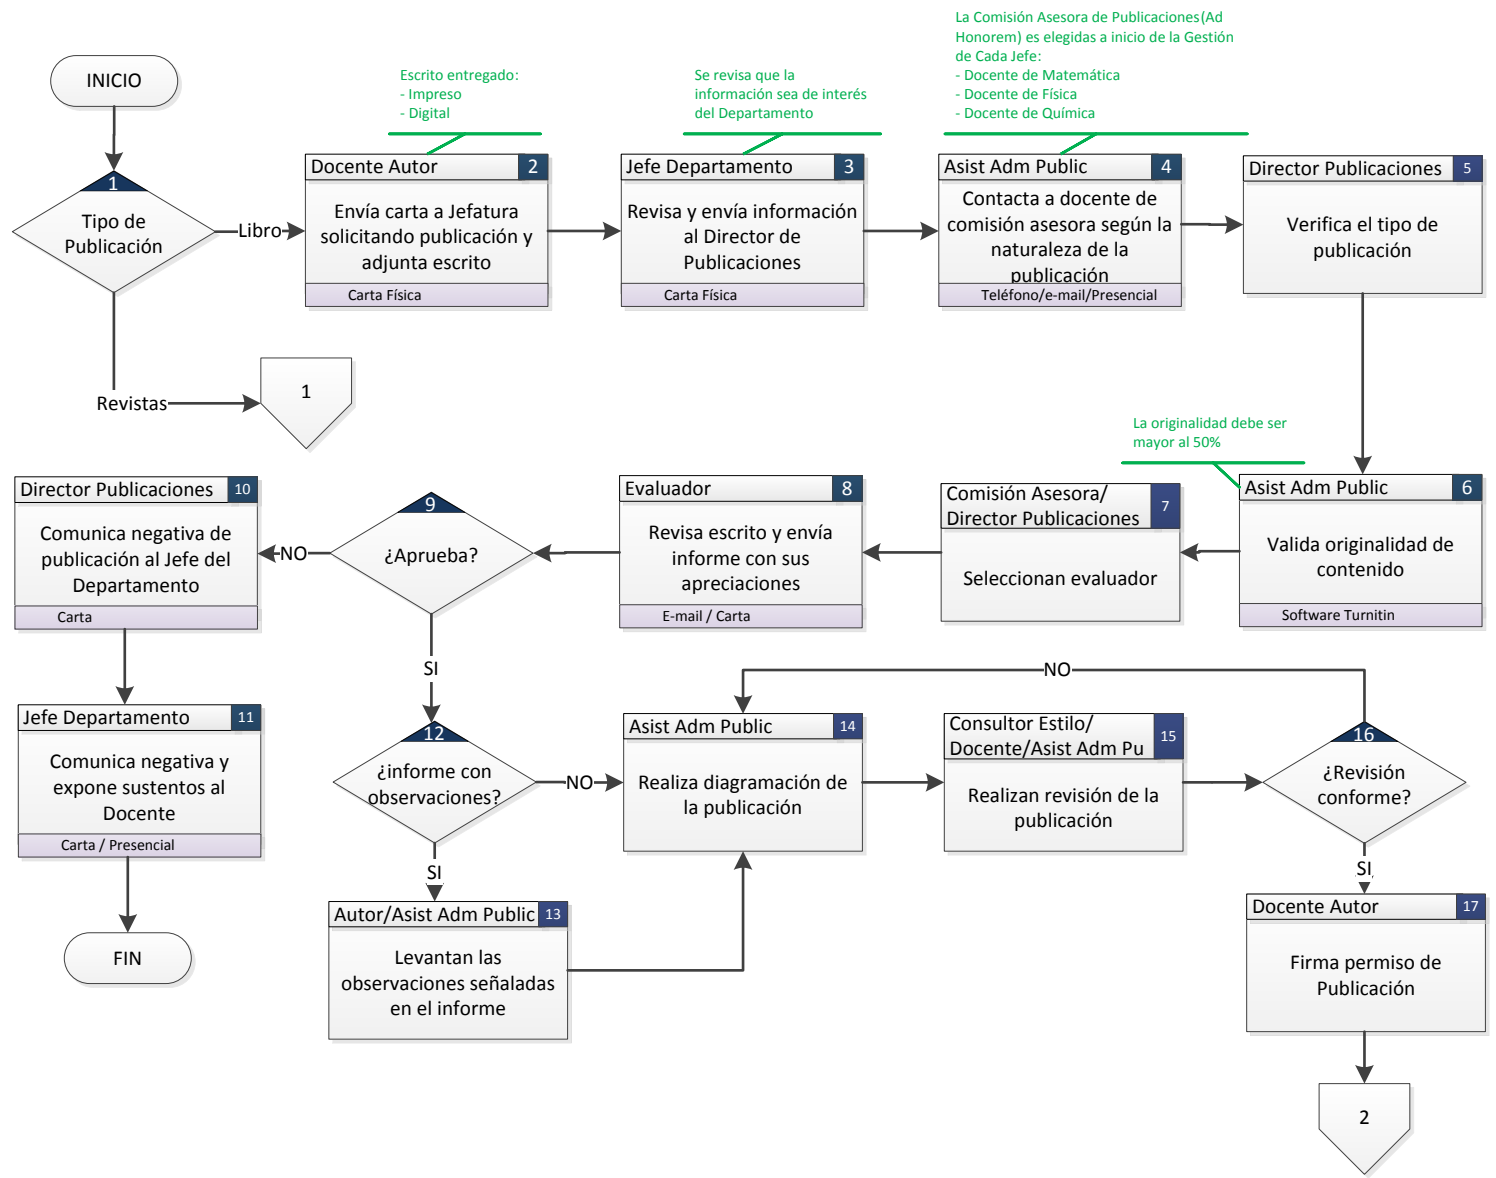 La Comisión Asesora de Publicaciones(Ad
Honorem) es elegidas a inicio de la Gestión
de Cada Jefe:
- Docente de Matemática
- Docente de Física
- Docente de Química
Escrito entregado:
- Impreso
- Digital
Se revisa que la
información sea de interés
del Departamento
INICIO
1
Tipo de
Publicación
Libro
Revistas
1
Docente Autor 2
Envía carta a Jefatura
solicitando publicación y
adjunta escrito
Carta Física
Jefe Departamento 3
Revisa y envía información
al Director de
Publicaciones
Carta Física
Asist Adm Public 4
Contacta a docente de
comisión asesora según la
naturaleza de la
publicación
Teléfono/e-mail/Presencial
Director Publicaciones 5
Verifica el tipo de
publicación
La originalidad debe ser
mayor al 50%
Asist Adm Public 6
Valida originalidad de
contenido
Software Turnitin
Comisión Asesora/
Director Publicaciones 7
Seleccionan evaluador
Evaluador 8
Revisa escrito y envía
informe con sus
apreciaciones
E-mail / Carta
9
¿Aprueba?
NO
SI
Director Publicaciones 10
Comunica negativa de
publicación al Jefe del
Departamento
Carta
Jefe Departamento 11
Comunica negativa y
expone sustentos al
Docente
Carta / Presencial
FIN
12
¿informe con
observaciones?
NO
SI
Autor/Asist Adm Public 13
Levantan las
observaciones señaladas
en el informe
Asist Adm Public 14
Realiza diagramación de
la publicación
Consultor Estilo/
Docente/Asist Adm Pu 15
Realizan revisión de la
publicación
16
¿Revisión
conforme?
NO
SI
Docente Autor 17
Firma permiso de
Publicación
2